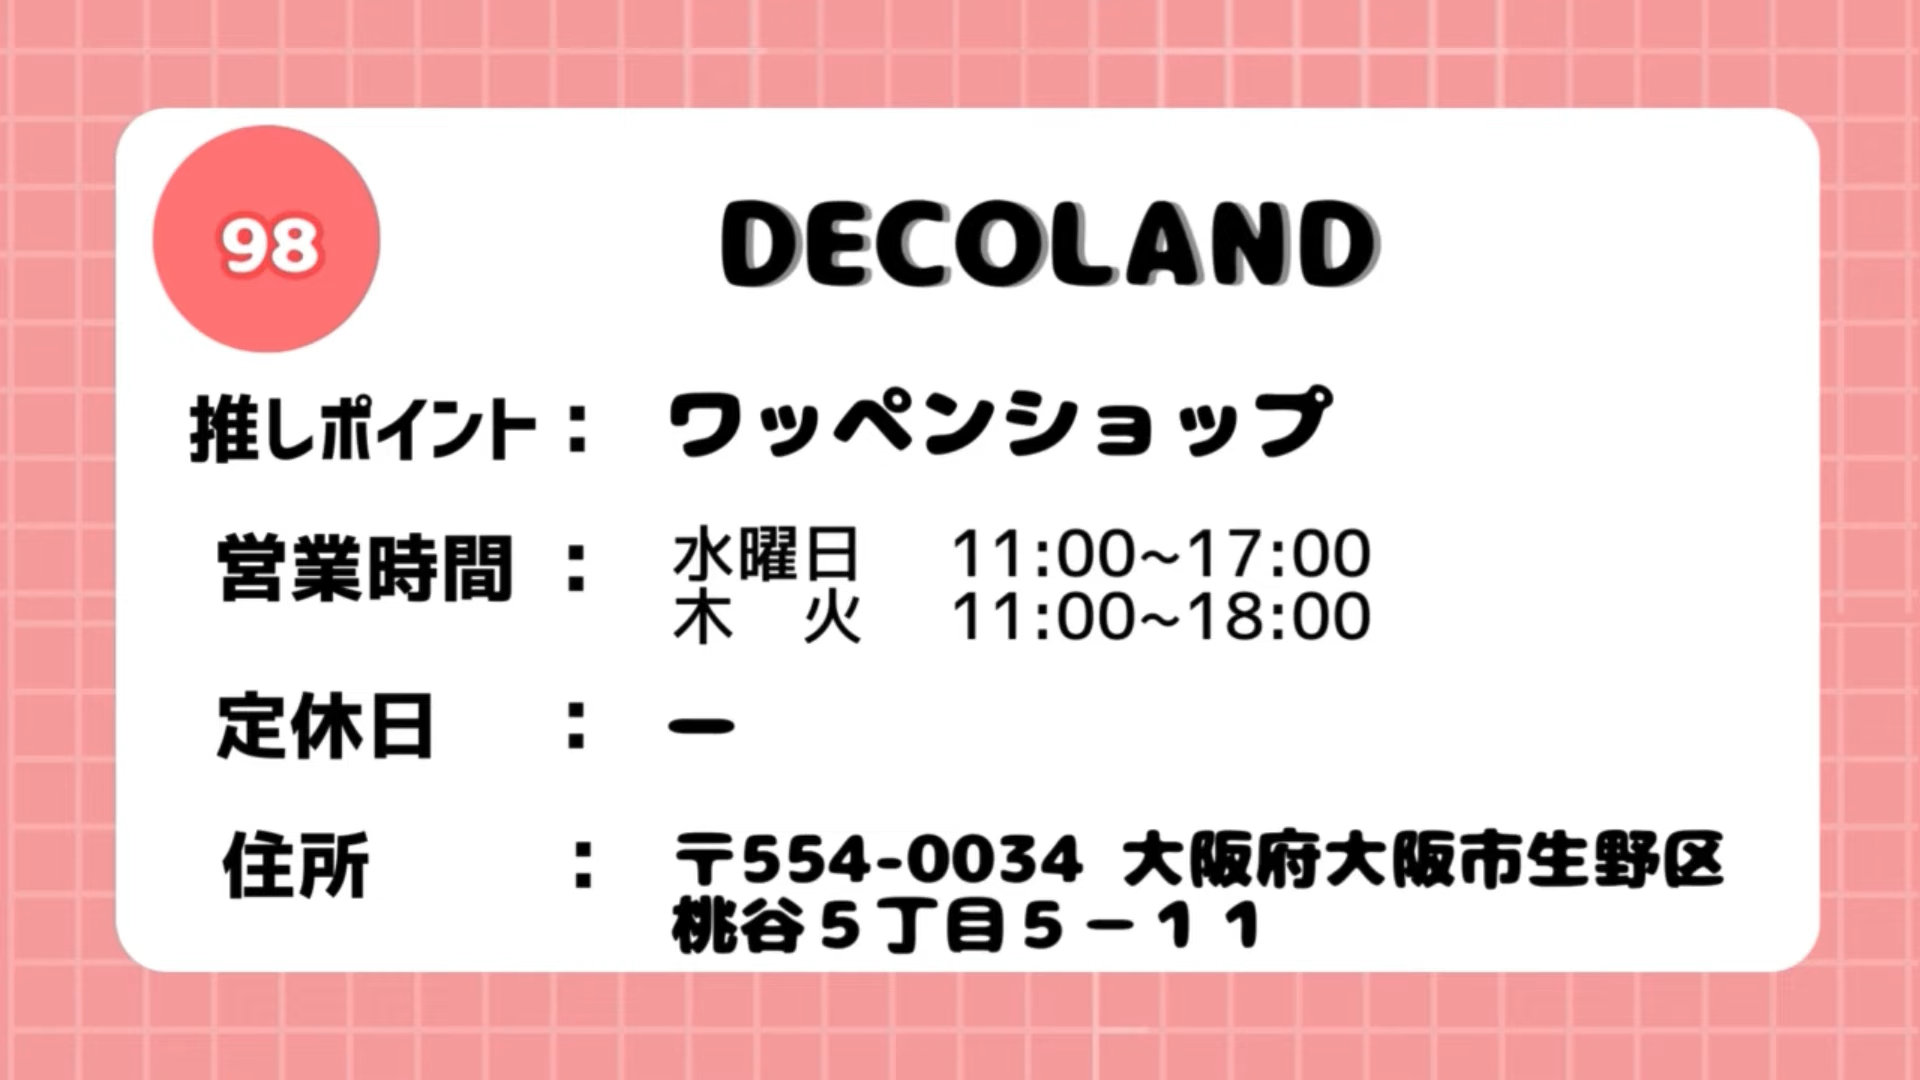 98
DECOLAND
推しポイント： ワッペンショップ
営業時間： 水曜日 11:00~17:00
木　火 11:00~18:00
定休日： ー
住所： 〒554-0034 大阪府大阪市生野区
桃谷５丁目５－１１